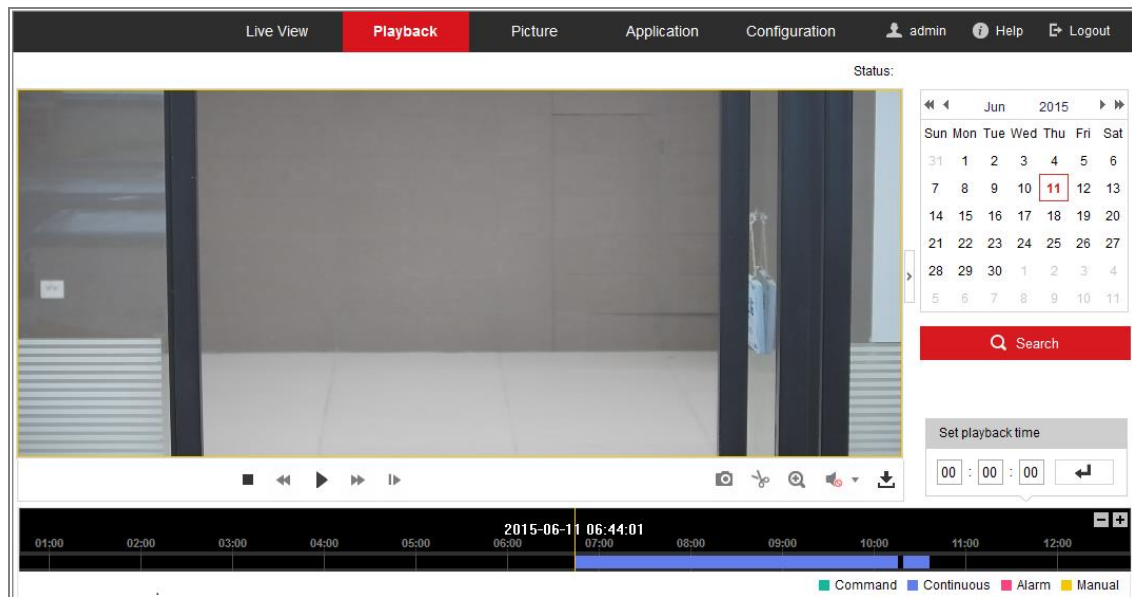 Live View Playback Picture Application Configuration admin Help Logout
Status:
Jun 2015
Sun Mon Tue Wed Thu Fri Sat
31 1 2 3 4 5 6
7 8 9 10 11 12 13
14 15 16 17 18 19 20
21 22 23 24 25 26 27
28 29 30 1 2 3 4
5 6 7 8 9 10 11
Search
Set playback time
00 : 00 : 00
2015-06-11 06:44:01
01:00 02:00 03:00 04:00 05:00 06:00 07:00 08:00 09:00 10:00 11:00 12:00
Command Continuous Alarm Manual